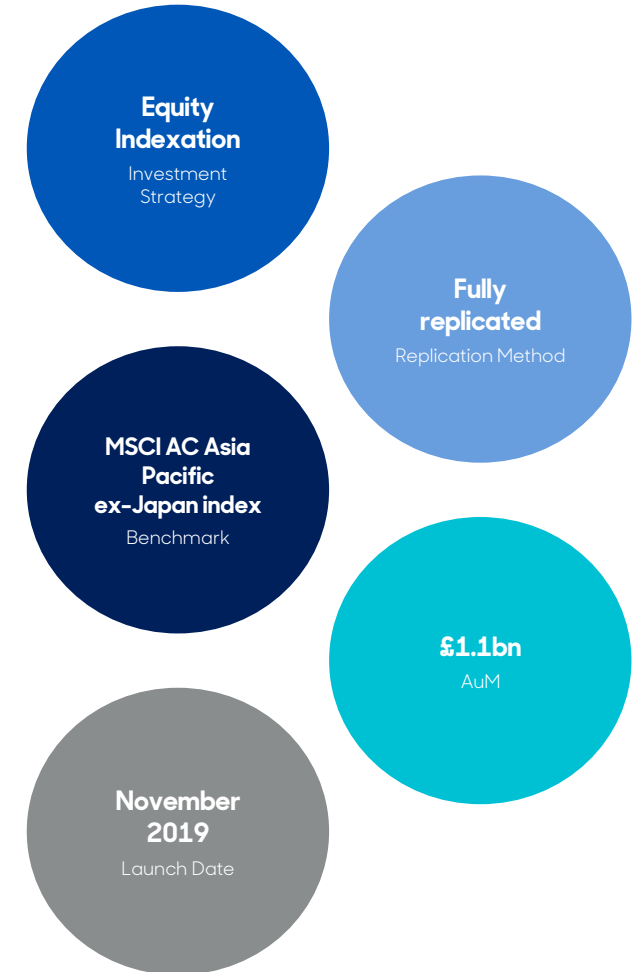 Equity
Indexation
Investment
Strategy
Fully
replicated
Replication Method
MSCI AC Asia
Pacific
ex-Japan index
Benchmark
£1.1bn
AuM
November
2019
Launch Date